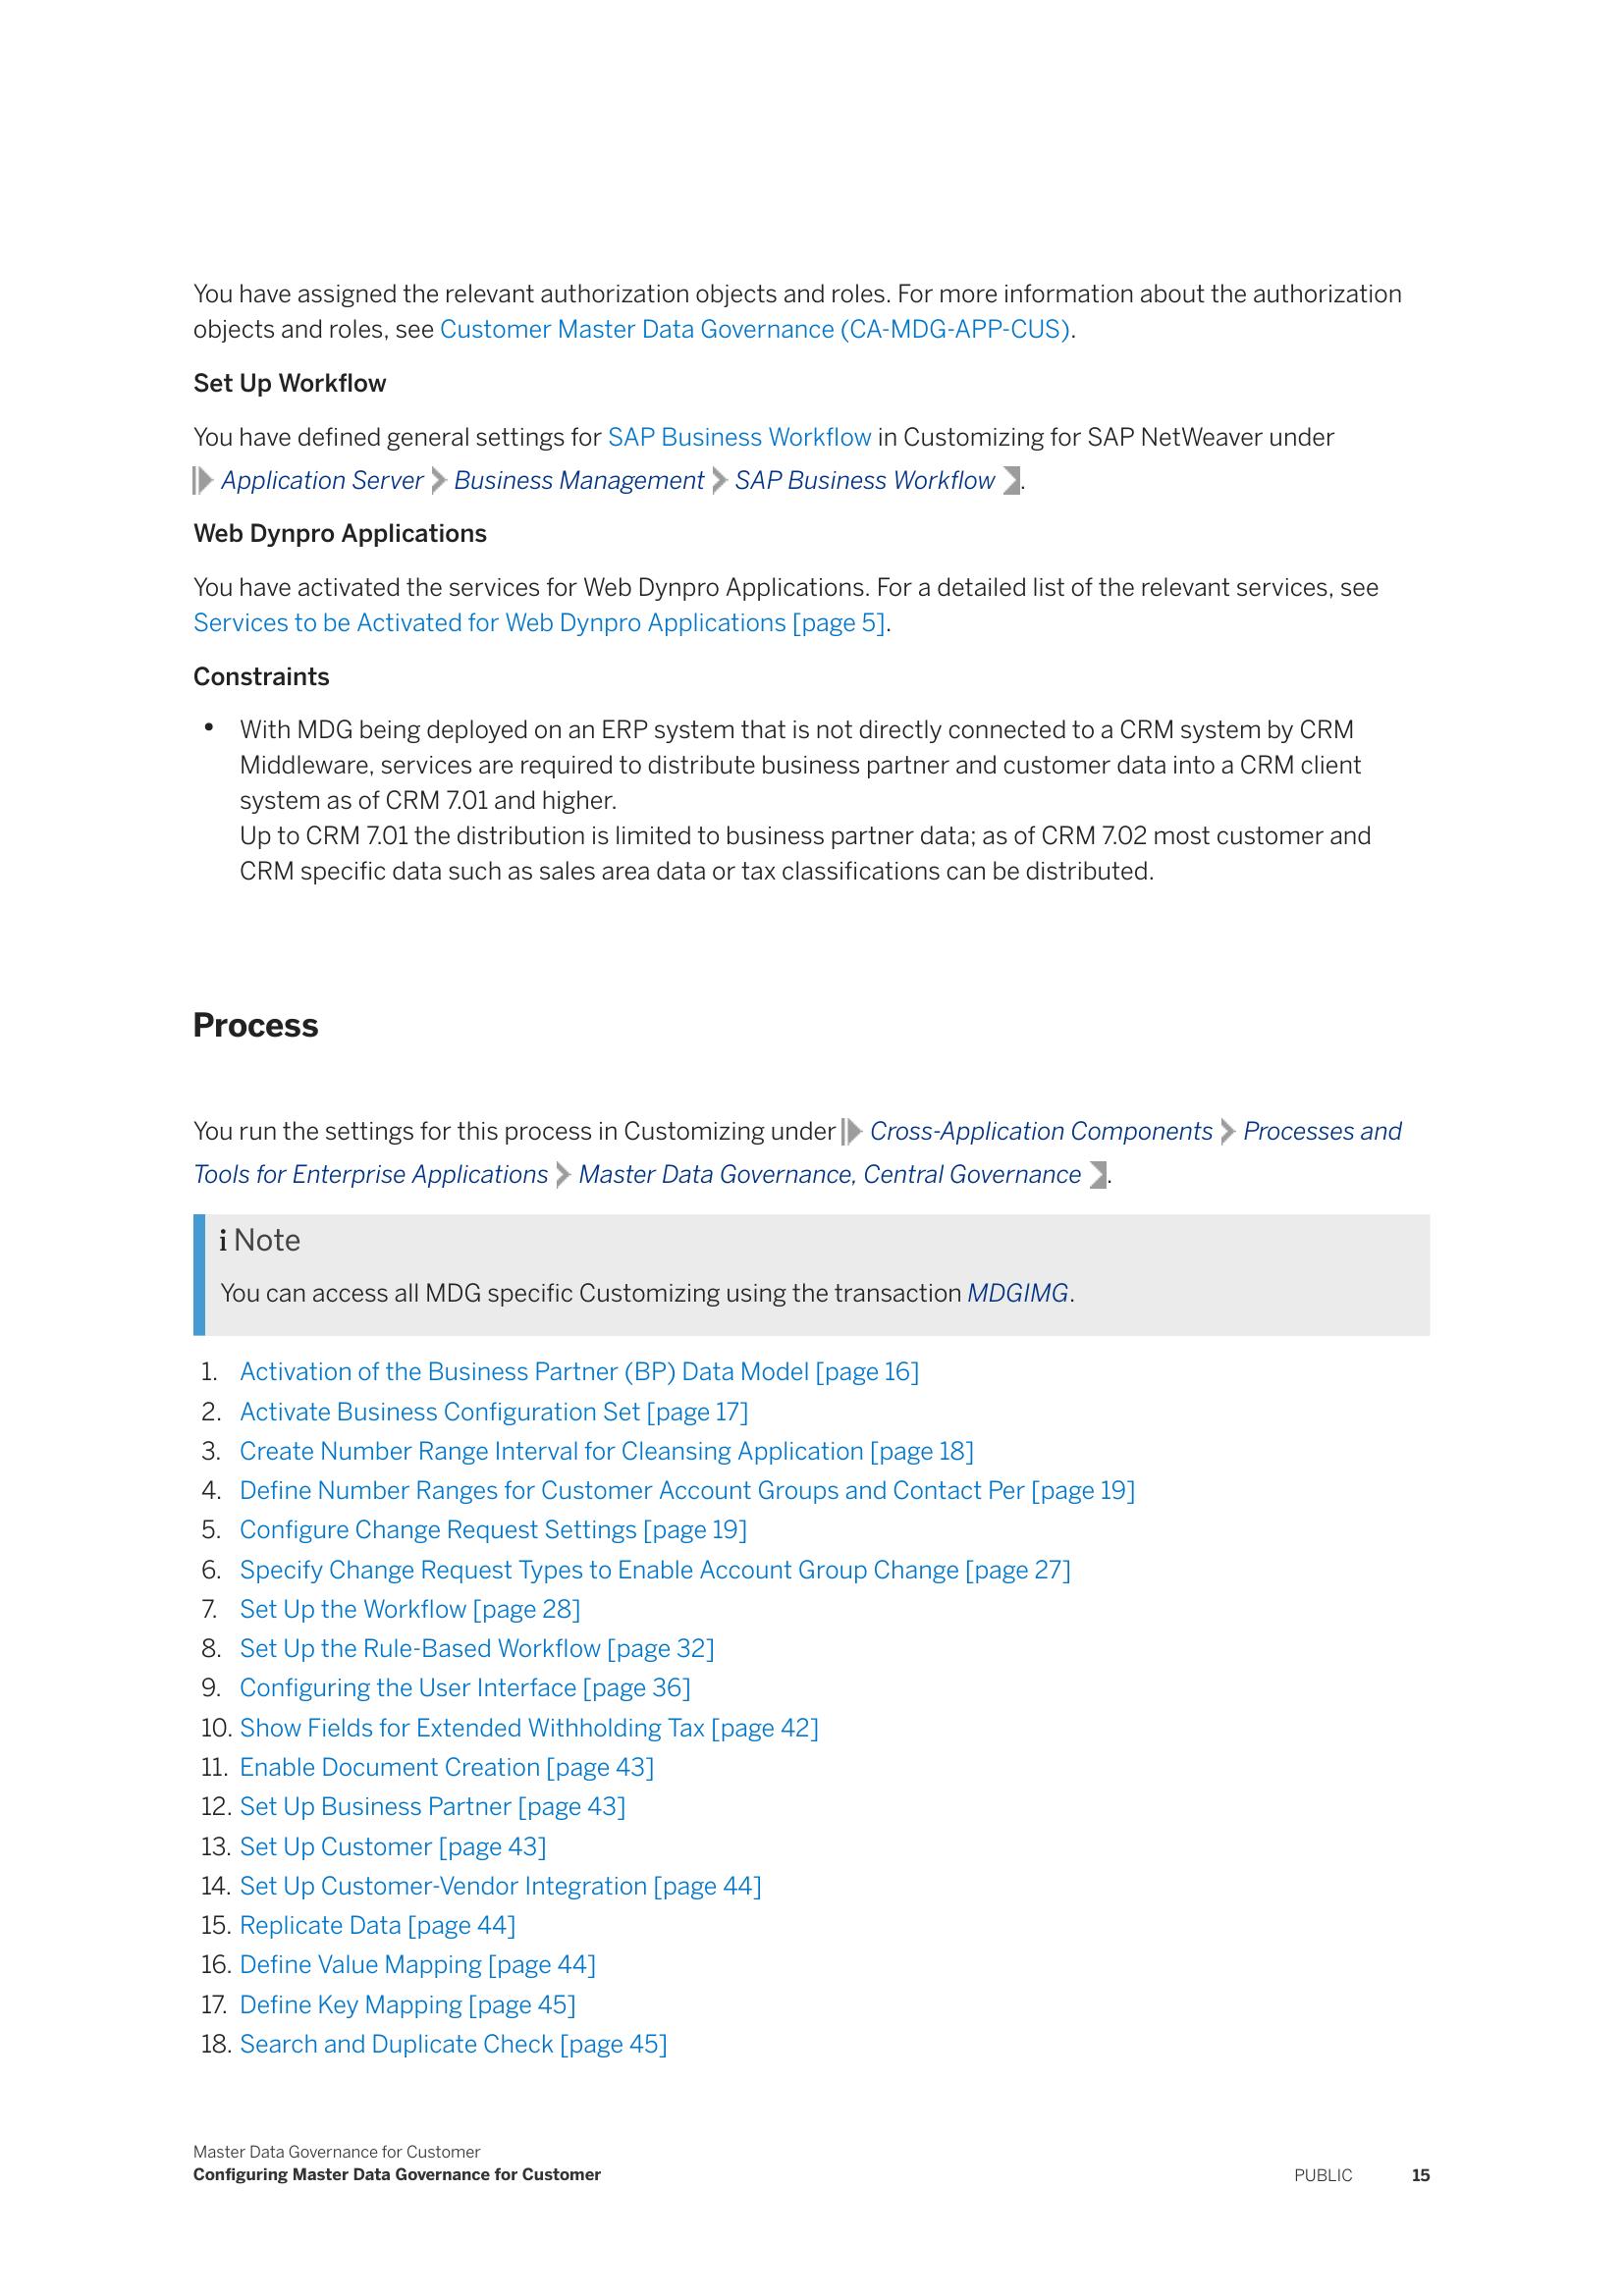 You have assigned the relevant authorization objects and roles. For more information about the authorization
objects and roles, see Customer Master Data Governance (CA-MDG-APP-CUS).
Set Up Workflow
You have defined general settings for SAP Business Workflow in Customizing for SAP NetWeaver under
Application Server Business Management SAP Business Workflow .
Web Dynpro Applications
You have activated the services for Web Dynpro Applications. For a detailed list of the relevant services, see
Services to be Activated for Web Dynpro Applications [page 5].
Constraints
• With MDG being deployed on an ERP system that is not directly connected to a CRM system by CRM
Middleware, services are required to distribute business partner and customer data into a CRM client
system as of CRM 7.01 and higher.
Up to CRM 7.01 the distribution is limited to business partner data; as of CRM 7.02 most customer and
CRM specific data such as sales area data or tax classifications can be distributed.
Process
You run the settings for this process in Customizing under Cross-Application Components Processes and
Tools for Enterprise Applications Master Data Governance, Central Governance .
i Note
You can access all MDG specific Customizing using the transaction MDGIMG.
1. Activation of the Business Partner (BP) Data Model [page 16]
2. Activate Business Configuration Set [page 17]
3. Create Number Range Interval for Cleansing Application [page 18]
4. Define Number Ranges for Customer Account Groups and Contact Per [page 19]
5. Configure Change Request Settings [page 19]
6. Specify Change Request Types to Enable Account Group Change [page 27]
7. Set Up the Workflow [page 28]
8. Set Up the Rule-Based Workflow [page 32]
9. Configuring the User Interface [page 36]
10. Show Fields for Extended Withholding Tax [page 42]
11. Enable Document Creation [page 43]
12. Set Up Business Partner [page 43]
13. Set Up Customer [page 43]
14. Set Up Customer-Vendor Integration [page 44]
15. Replicate Data [page 44]
16. Define Value Mapping [page 44]
17. Define Key Mapping [page 45]
18. Search and Duplicate Check [page 45]
Master Data Governance for Customer
Configuring Master Data Governance for Customer PUBLIC 15